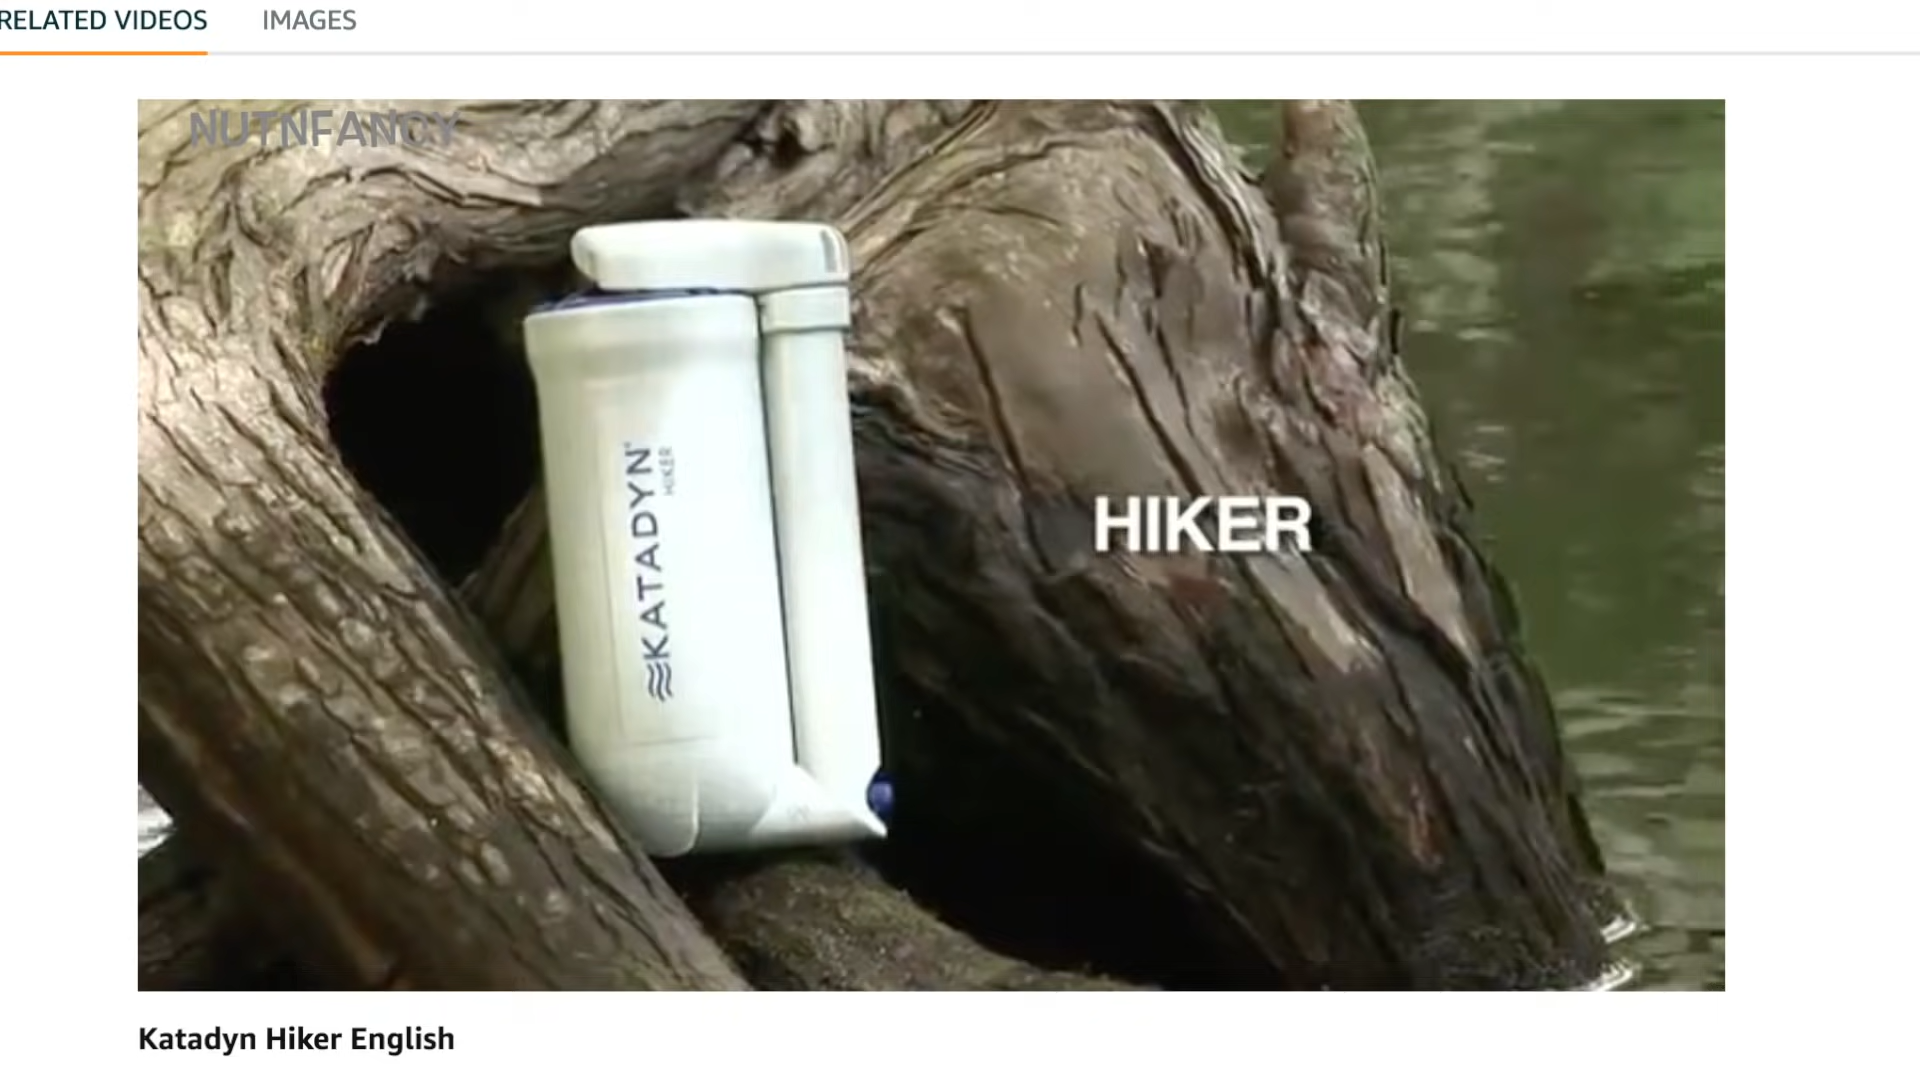 RELATED VIDEOS
IMAGES
NUTNFANCY
KATADYN
HIKER
HIKER
Katadyn Hiker English